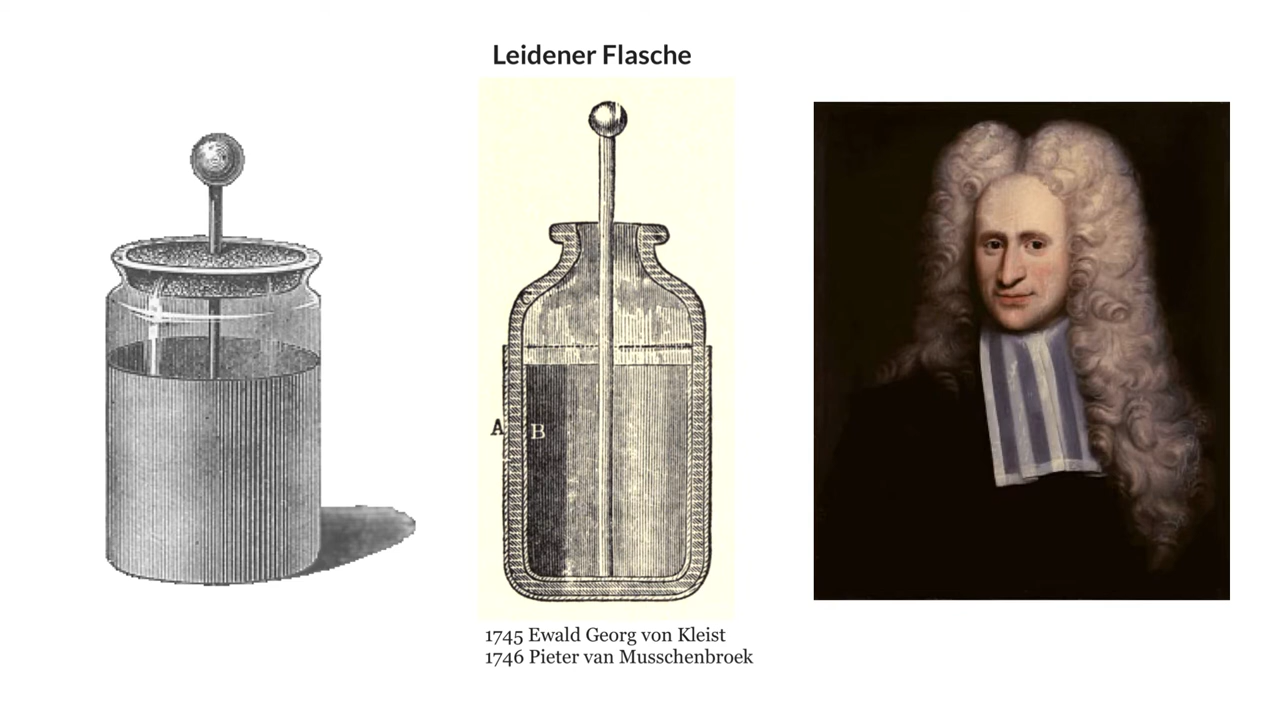 Leidener Flasche
C
A B
1745 Ewald Georg von Kleist
1746 Pieter van Musschenbroek